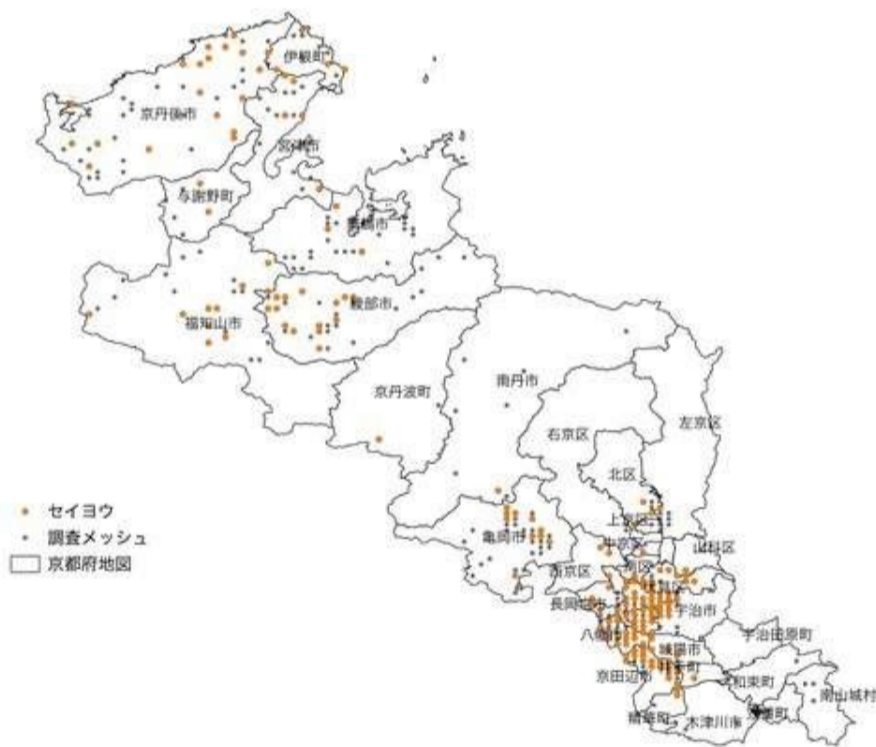 伊根町
京丹後市
宮津市
与謝野町
舞鶴市
綾部市
福知山市
南丹市
京丹波町
左京区
右京区
北区
セイヨウ
上京区
調査メッシュ
亀岡市
中京区
山科区
京都府地図
西京区
南区
伏見区
長岡京市
宇治市
八幡市
宇治田原町
城陽市
井手町
京田辺市
和束町
南山城村
精華町
木津川市